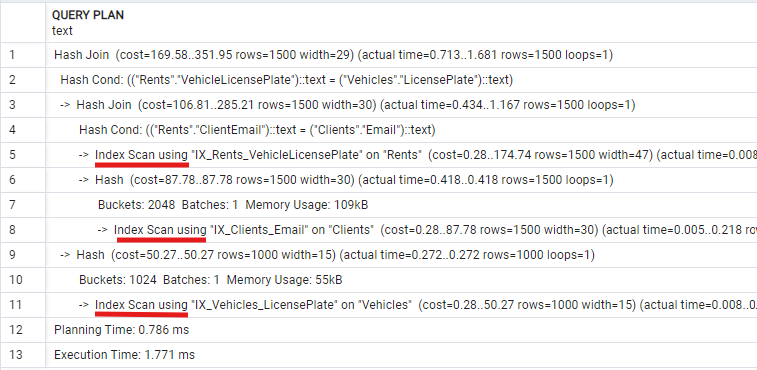 QUERY PLAN
text
1 Hash Join (cost=169.58..351.95 rows=1500 width=29) (actual time=0.713..1.681 rows=1500 loops=1)
2 Hash Cond: (("Rents"."VehicleLicensePlate")::text = ("Vehicles"."LicensePlate")::text)
3 -> Hash Join (cost=106.81..285.21 rows=1500 width=30) (actual time=0.434..1.167 rows=1500 loops=1)
4 Hash Cond: (("Rents"."ClientEmail")::text = ("Clients"."Email")::text)
5 -> Index Scan using "IX_Rents_VehicleLicensePlate" on "Rents" (cost=0.28..174.74 rows=1500 width=47) (actual time=0.008
6 -> Hash (cost=87.78..87.78 rows=1500 width=30) (actual time=0.418..0.418 rows=1500 loops=1)
7 Buckets: 2048 Batches: 1 Memory Usage: 109kB
8 -> Index Scan using "IX_Clients_Email" on "Clients" (cost=0.28..87.78 rows=1500 width=30) (actual time=0.005..0.218 ro
9 -> Hash (cost=50.27..50.27 rows=1000 width=15) (actual time=0.272..0.272 rows=1000 loops=1)
10 Buckets: 1024 Batches: 1 Memory Usage: 55kB
11 -> Index Scan using "IX_Vehicles_LicensePlate" on "Vehicles" (cost=0.28..50.27 rows=1000 width=15) (actual time=0.008..0.
12 Planning Time: 0.786 ms
13 Execution Time: 1.771 ms